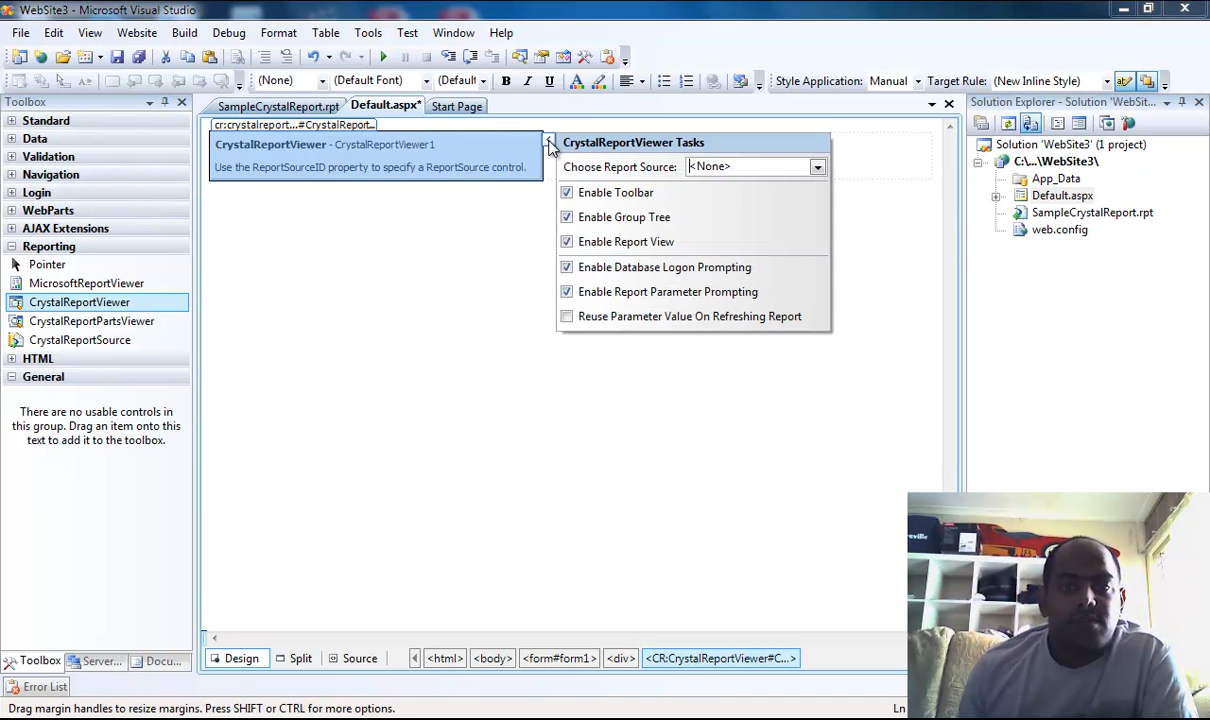 WebSite3 - Microsoft Visual Studio
File Edit View Website Build Debug Format Table Tools Test Window Help
(None) (Default Font) (Default Style Application: Manual Target Rule: (New Inline Style)
Toolbox
Standard
Data
Validation
Navigation
Login
WebParts
AJAX Extensions
Reporting
Pointer
MicrosoftReportViewer
CrystalReportViewer
CrystalReportPartsViewer
CrystalReportSource
HTML
General
There are no usable controls in
this group. Drag an item onto this
text to add it to the toolbox.
Toolbox Server... Docu...
SampleCrystalReport.rpt Default.aspx* Start Page
cr:crystalreport...#CrystalReport...
CrystalReportViewer - CrystalReportViewer1
Use the ReportSourceID property to specify a ReportSource control.
CrystalReportViewer Tasks
Choose Report Source: <None>
Enable Toolbar
Enable Group Tree
Enable Report View
Enable Database Logon Prompting
Enable Report Parameter Prompting
Reuse Parameter Value On Refreshing Report
Design Split Source <html> <body> <form#form1> <div> <CR:CrystalReportViewer#C...>
Solution Explorer - Solution 'WebSit...
Solution 'WebSite3' (1 project)
C:\...\WebSite3\
App_Data
Default.aspx
SampleCrystalReport.rpt
web.config
Error List
Drag margin handles to resize margins. Press SHIFT or CTRL for more options. Ln